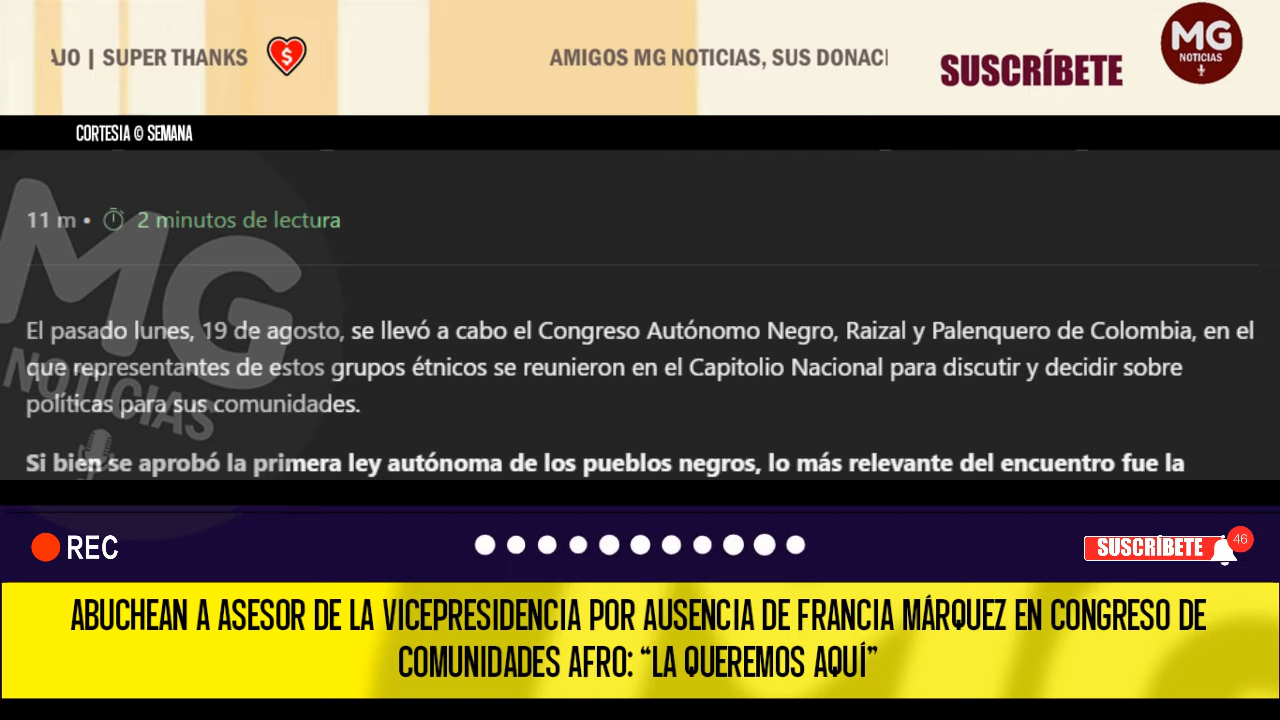 AJO | SUPER THANKS
AMIGOS MG NOTICIAS, SUS DONACI
SUSCRÍBETE
MG
NOTICIAS
CORTESIA © SEMANA
11 m • 2 minutos de lectura
El pasado lunes, 19 de agosto, se llevó a cabo el Congreso Autónomo Negro, Raizal y Palenquero de Colombia, en el
que representantes de estos grupos étnicos se reunieron en el Capitolio Nacional para discutir y decidir sobre
políticas para sus comunidades.
Si bien se aprobó la primera ley autónoma de los pueblos negros, lo más relevante del encuentro fue la
MG
NOTICIAS
REC
SUSCRÍBETE
46
ABUCHEAN A ASESOR DE LA VICEPRESIDENCIA POR AUSENCIA DE FRANCIA MÁRQUEZ EN CONGRESO DE
COMUNIDADES AFRO: “LA QUEREMOS AQUÍ”